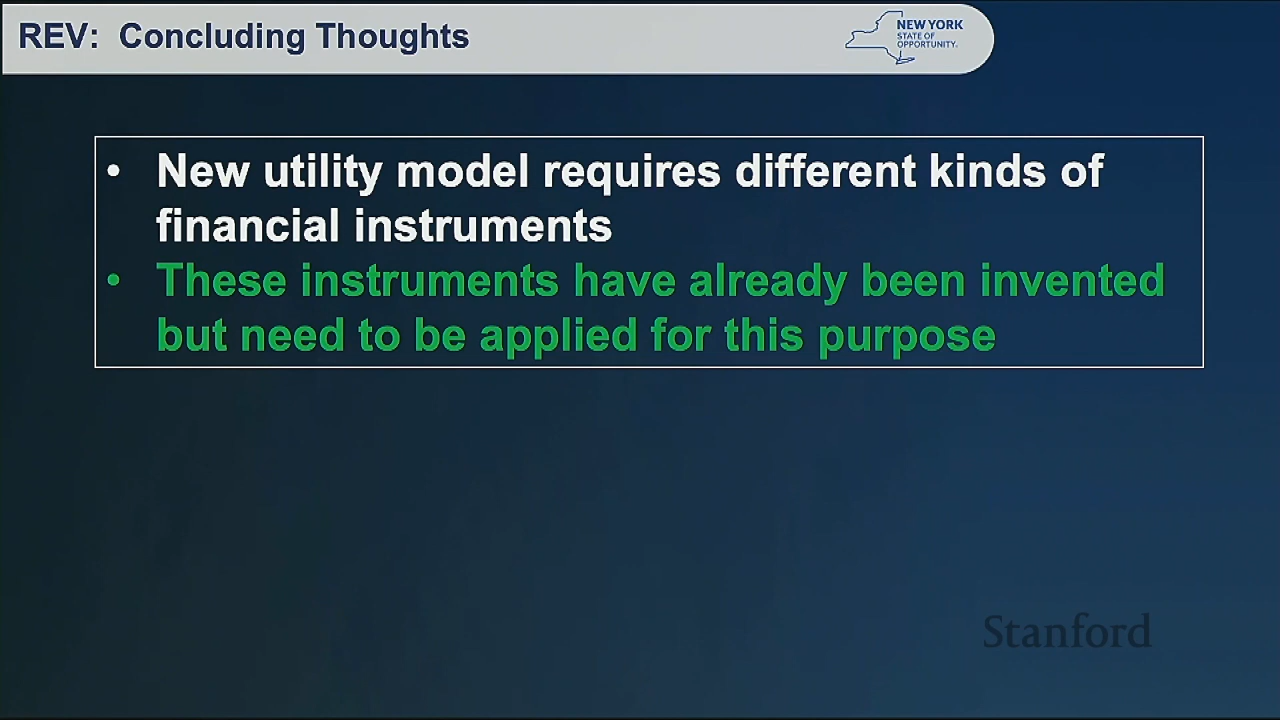 REV: Concluding Thoughts
NEW YORK
STATE OF
OPPORTUNITY.
• New utility model requires different kinds of
financial instruments
• These instruments have already been invented
but need to be applied for this purpose
Stanford